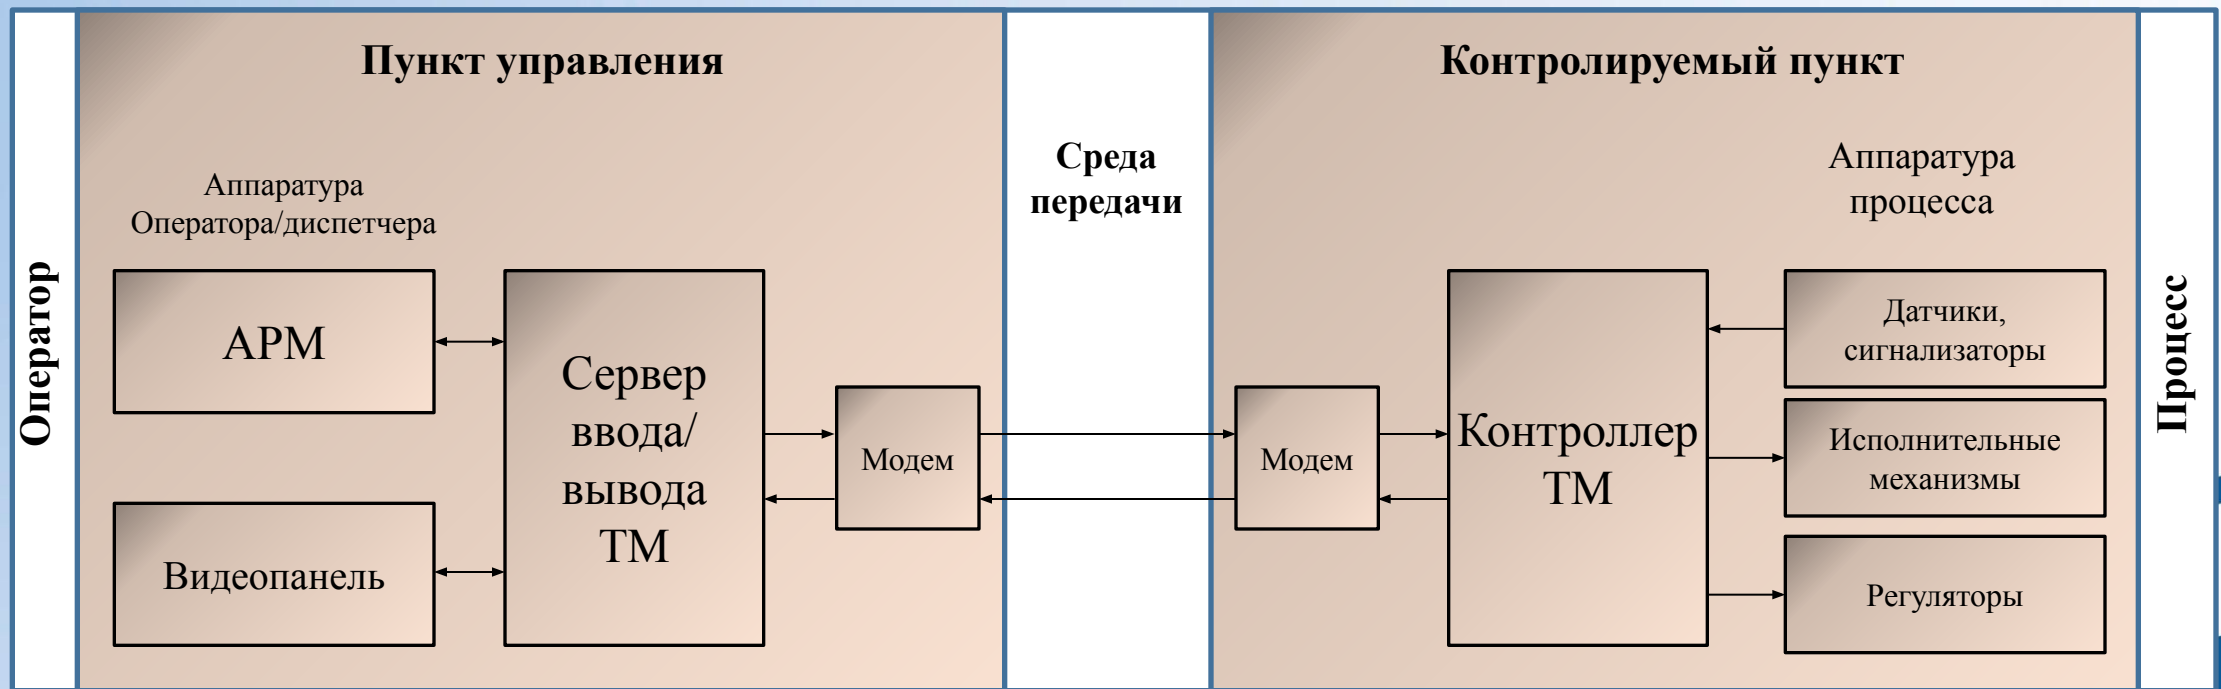 Оператор
Пункт управления
Аппаратура
Оператора/диспетчера
АРМ
Видеопанель
Сервер
ввода/
вывода
ТМ
Модем
Среда
передачи
Контролируемый пункт
Модем
Контроллер
ТМ
Аппаратура
процесса
Датчики,
сигнализаторы
Исполнительные
механизмы
Регуляторы
Процесс